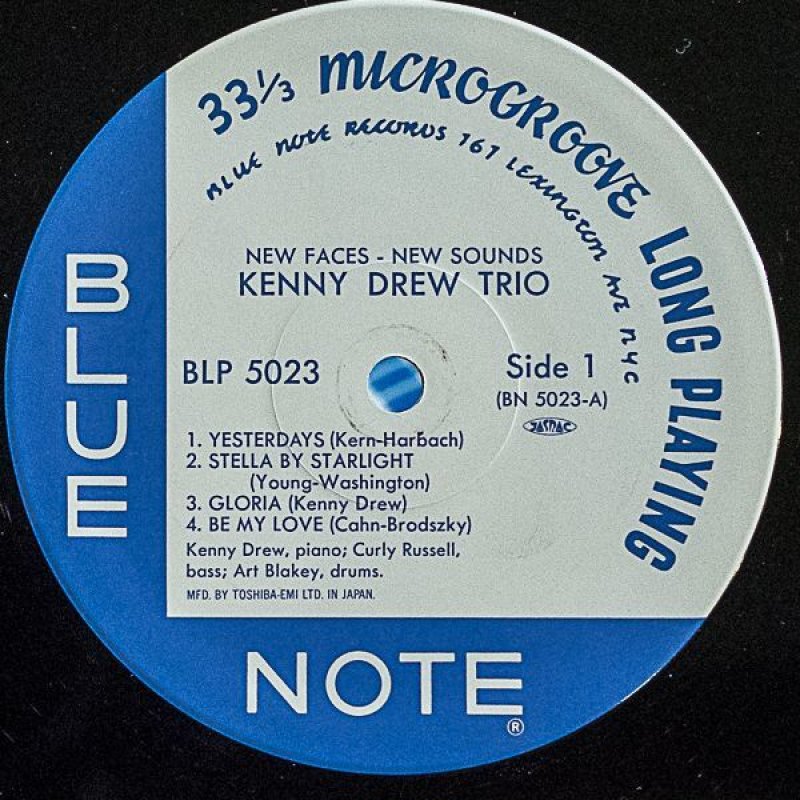 33⅓ MICROGROOVE LONG PLAYING
BLUE NOTE RECORDS 767 LEXINGTON AVE NYC
NEW FACES - NEW SOUNDS
KENNY DREW TRIO
BLP 5023
Side 1
(BN 5023-A)
JASRAC
1. YESTERDAYS (Kern-Harbach)
2. STELLA BY STARLIGHT
(Young-Washington)
3. GLORIA (Kenny Drew)
4. BE MY LOVE (Cahn-Brodszky)
Kenny Drew, piano; Curly Russell,
bass; Art Blakey, drums.
MFD. BY TOSHIBA-EMI LTD. IN JAPAN.
BLUE
NOTE
®
3